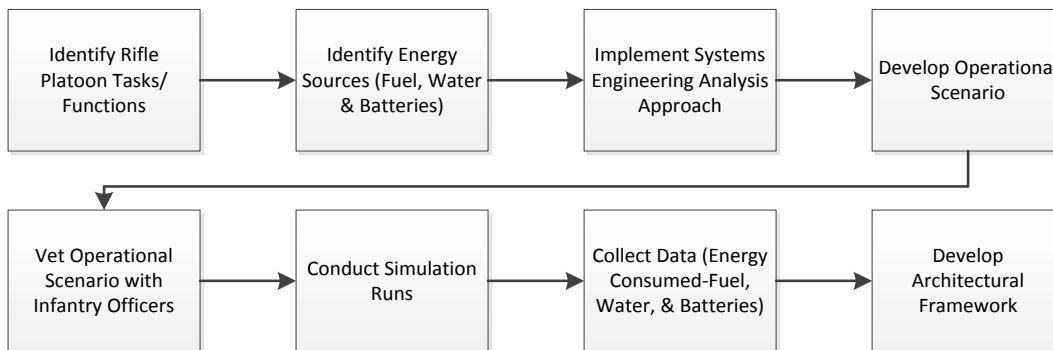 Identify Rifle
Platoon Tasks/
Functions
Identify Energy
Sources (Fuel, Water
& Batteries)
Implement Systems
Engineering Analysis
Approach
Develop Operational
Scenario
Vet Operational
Scenario with
Infantry Officers
Conduct Simulation
Runs
Collect Data (Energy
Consumed-Fuel,
Water, & Batteries)
Develop
Architectural
Framework